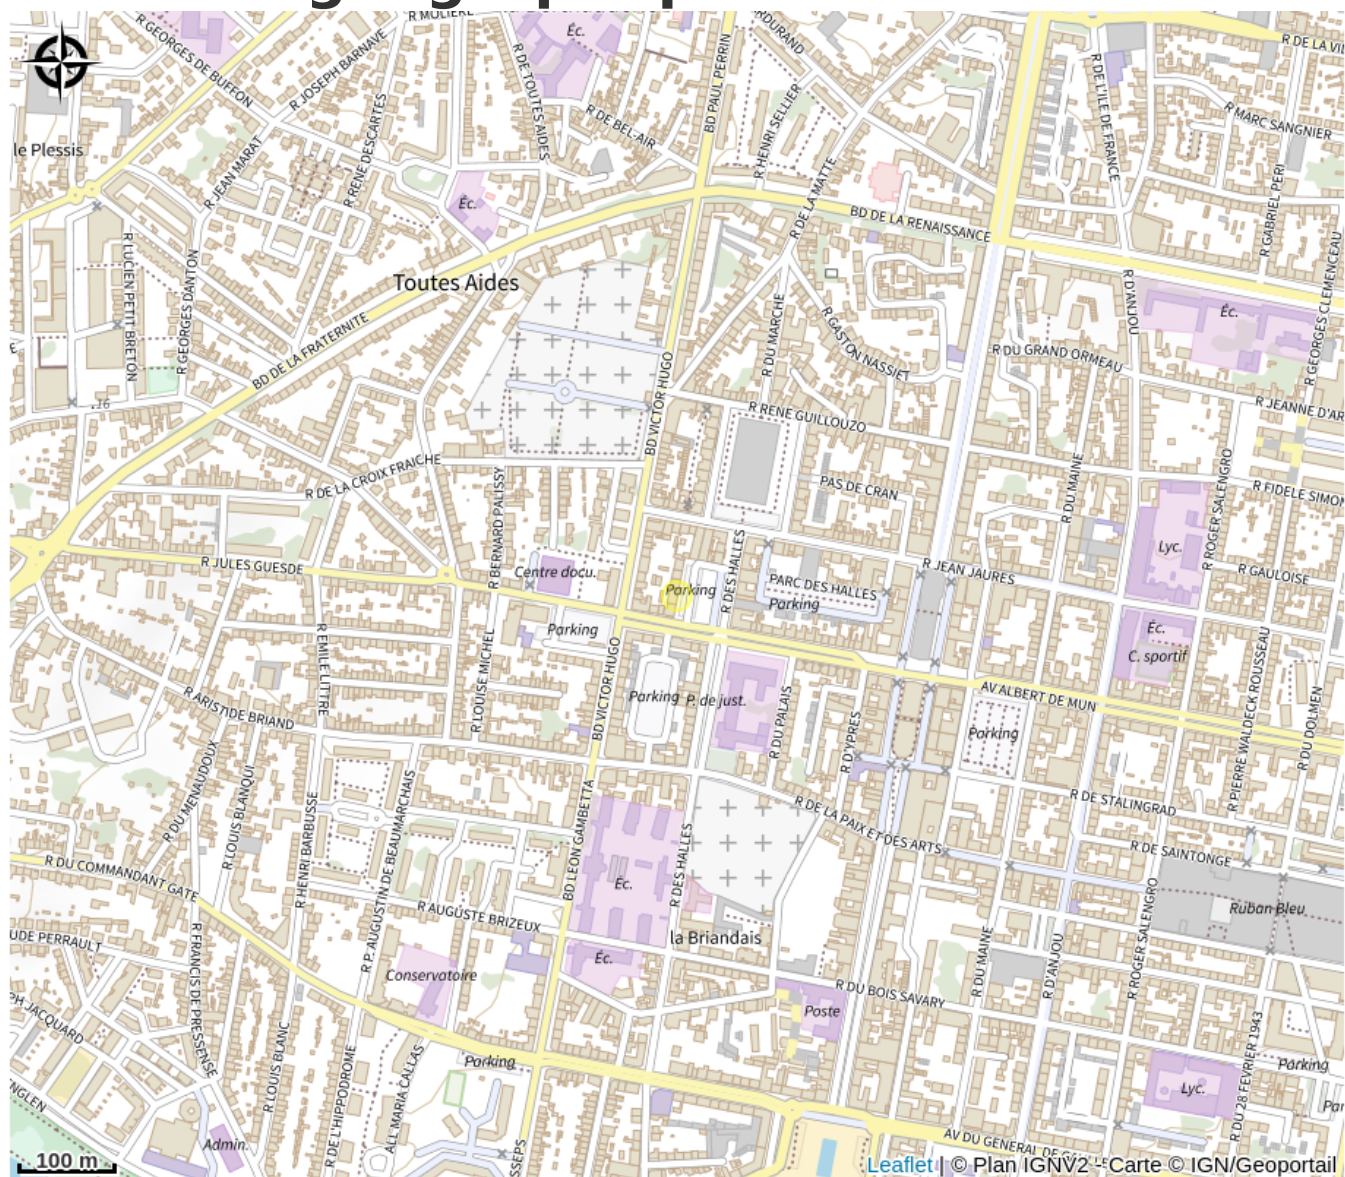 R MOLIERE
R GEORGES DE BUFFON
R JOSEPH BARNAVE
R DE TOUTES AIDES
Éc.
BD PAUL PERRIN
DURAND
R DE LA VIL
R DE L'ILE DE FRANCE
R MARC SANGNIER
R DE BEL-AIR
R HENRI SELLIER
le Plessis
R JEAN MARAT
R RENE DESCARTES
R DE LA MATTE
Éc.
BD DE LA RENAISSANCE
R GABRIEL PERI
R LUCIEN PETIT BRETON
R GEORGES DANTON
Toutes Aides
R D'ANJOU
Éc.
R GEORGES CLEMENCEAU
BD DE LA FRATERNITE
R DU MARCHE
R GASTON NASSIET
R DU GRAND ORMEAU
BD VICTOR HUGO
R RENE GUILLOUZO
R JEANNE D'AR
R DE LA CROIX FRAICHE
R BERNARD PALISSY
PAS DE CRAN
R DU MAINE
R ROGER SALENGRO
R FIDELE SIMON
R JULES GUESDE
Centre docu.
R DES HALLES
Lyc.
R JEAN JAURES
R GAULOISE
Parking
PARC DES HALLES
Parking
Parking
R EMILE LITTRE
R LOUISE MICHEL
Éc.
C. sportif
R ARISTIDE BRIAND
BD VICTOR HUGO
Parking
P. de just.
R DU PALAIS
R D'YPRES
AV ALBERT DE MUN
Parking
R PIERRE WALDECK ROUSSEAU
R DU DOLMEN
R DU MENAUDOUX
R LOUIS BLANQUI
R HENRI BARBUSSE
R P. AUGUSTIN DE BEAUMARCHAIS
BD LEON GAMBETTA
R DE LA PAIX ET DES ARTS
R DE STALINGRAD
R DE SAINTONGE
R DU COMMANDANT GATE
Éc.
R DES HALLES
R AUGUSTE BRIZEUX
Ruban Bleu
UDE PERRAULT
la Briandais
R FRANCIS DE PRESSENSE
Conservatoire
Éc.
R DU MAINE
R D'ANJOU
R ROGER SALENGRO
R DU BOIS SAVARY
Poste
PH JACQUARD
R LOUIS BLANC
R DE L'HIPPODROME
ALL MARIA CALLAS
Parking
R DU 28 FEVRIER 1943
Parking
Lyc.
Par
NGLEN
Admin.
SSEPS
AV DU GENERAL DE G
100 m
Leaflet | © Plan IGNV2 - Carte © IGN/Geoportail